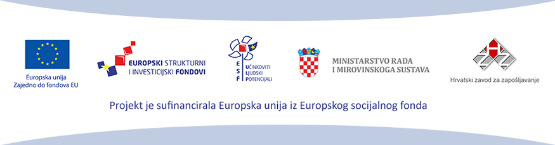 Europska unija
Zajedno do fondova EU
EUROPSKI STRUKTURNI
I INVESTICIJSKI FONDOVI
ESF
UČINKOVITI
LJUDSKI
POTENCIJALI
MINISTARSTVO RADA
I MIROVINSKOGA SUSTAVA
Hrvatski zavod za zapošljavanje
Projekt je sufinancirala Europska unija iz Europskog socijalnog fonda